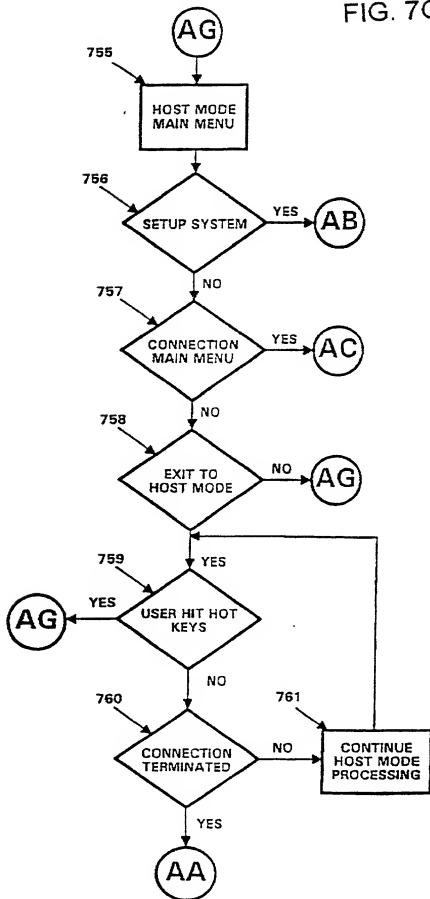 FIG. 7C
AG
755
HOST MODE
MAIN MENU
756
SETUP SYSTEM
YES
AB
NO
757
CONNECTION
MAIN MENU
YES
AC
NO
758
EXIT TO
HOST MODE
NO
AG
YES
759
USER HIT HOT
KEYS
YES
AG
NO
760
CONNECTION
TERMINATED
NO
761
CONTINUE
HOST MODE
PROCESSING
YES
AA